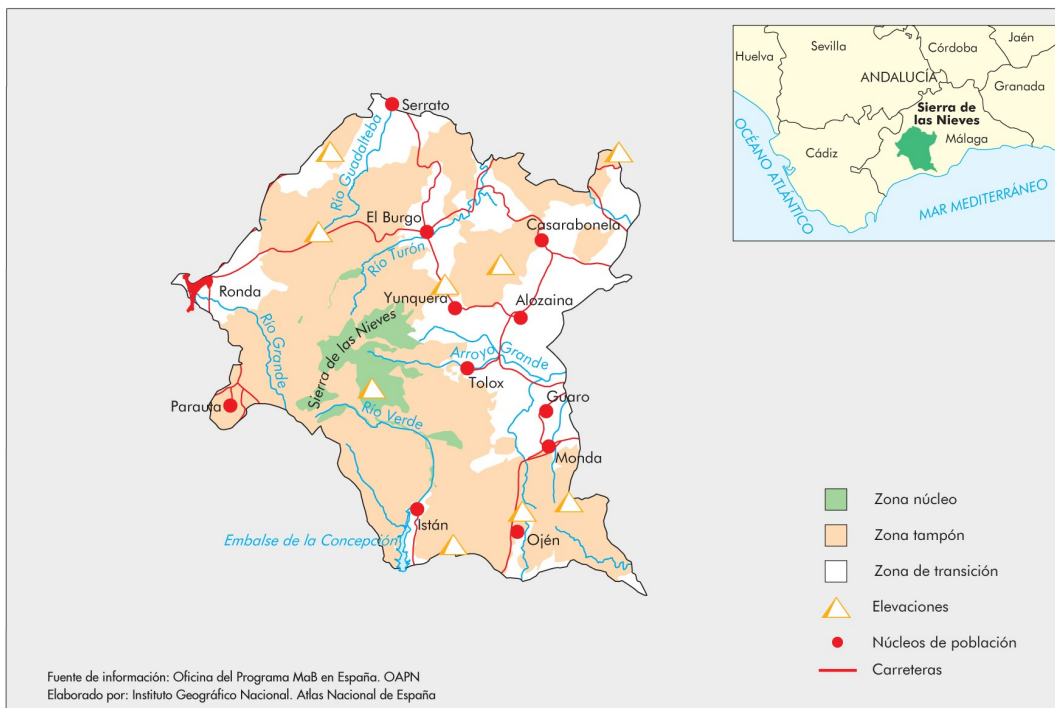 Serrato
Río Guadalteba
El Burgo
Casarabonela
Río Turón
Ronda
Yunquera
Alozaina
Río Grande
Sierra de las Nieves
Arroyo Grande
Tolox
Parauta
Río Verde
Guaro
Monda
Istán
Ojén
Embalse de la Concepción
Huelva
Sevilla
Córdoba
Jaén
ANDALUCÍA
Granada
Sierra de
las Nieves
Málaga
Cádiz
OCÉANO ATLÁNTICO
MAR MEDITERRÁNEO
Zona núcleo
Zona tampón
Zona de transición
Elevaciones
Núcleos de población
Carreteras
Fuente de información: Oficina del Programa MaB en España. OAPN
Elaborado por: Instituto Geográfico Nacional. Atlas Nacional de España